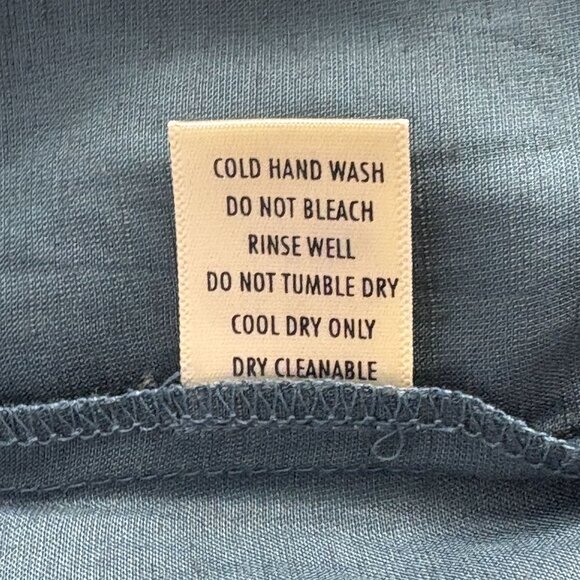 COLD HAND WASH
DO NOT BLEACH
RINSE WELL
DO NOT TUMBLE DRY
COOL DRY ONLY
DRY CLEANABLE